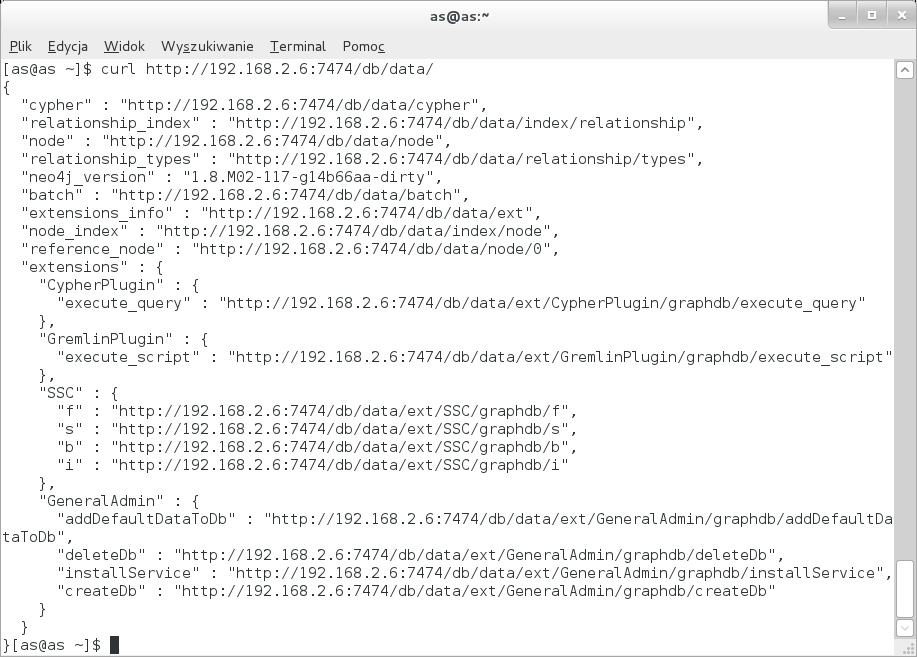 as@as:~
Plik Edycja Widok Wyszukiwanie Terminal Pomoc
[as@as ~]$ curl http://192.168.2.6:7474/db/data/
{
  "cypher" : "http://192.168.2.6:7474/db/data/cypher",
  "relationship_index" : "http://192.168.2.6:7474/db/data/index/relationship",
  "node" : "http://192.168.2.6:7474/db/data/node",
  "relationship_types" : "http://192.168.2.6:7474/db/data/relationship/types",
  "neo4j_version" : "1.8.M02-117-g14b66aa-dirty",
  "batch" : "http://192.168.2.6:7474/db/data/batch",
  "extensions_info" : "http://192.168.2.6:7474/db/data/ext",
  "node_index" : "http://192.168.2.6:7474/db/data/index/node",
  "reference_node" : "http://192.168.2.6:7474/db/data/node/0",
  "extensions" : {
    "CypherPlugin" : {
      "execute_query" : "http://192.168.2.6:7474/db/data/ext/CypherPlugin/graphdb/execute_query"
    },
    "GremlinPlugin" : {
      "execute_script" : "http://192.168.2.6:7474/db/data/ext/GremlinPlugin/graphdb/execute_script"
    },
    "SSC" : {
      "f" : "http://192.168.2.6:7474/db/data/ext/SSC/graphdb/f",
      "s" : "http://192.168.2.6:7474/db/data/ext/SSC/graphdb/s",
      "b" : "http://192.168.2.6:7474/db/data/ext/SSC/graphdb/b",
      "i" : "http://192.168.2.6:7474/db/data/ext/SSC/graphdb/i"
    },
    "GeneralAdmin" : {
      "addDefaultDataToDb" : "http://192.168.2.6:7474/db/data/ext/GeneralAdmin/graphdb/addDefaultDa
taToDb",
      "deleteDb" : "http://192.168.2.6:7474/db/data/ext/GeneralAdmin/graphdb/deleteDb",
      "installService" : "http://192.168.2.6:7474/db/data/ext/GeneralAdmin/graphdb/installService",
      "createDb" : "http://192.168.2.6:7474/db/data/ext/GeneralAdmin/graphdb/createDb"
    }
  }
}[as@as ~]$